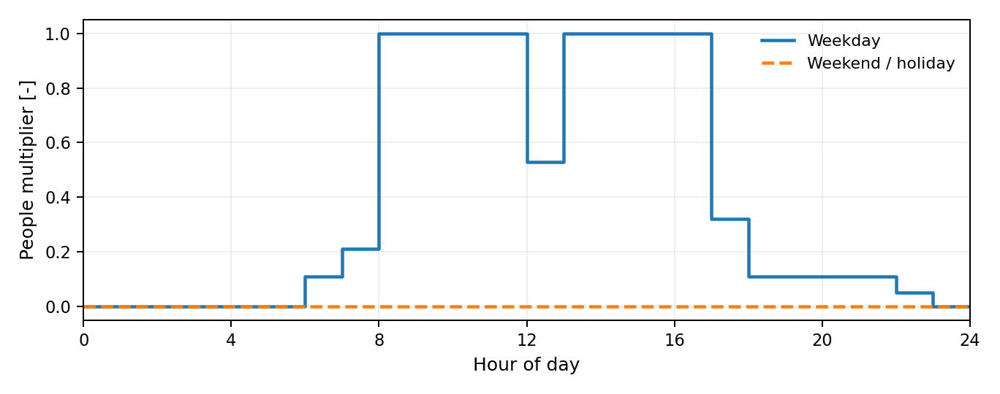 1.0
0.8
0.6
0.4
0.2
0.0
People multiplier [-]
Weekday
Weekend / holiday
0 4 8 12 16 20 24
Hour of day